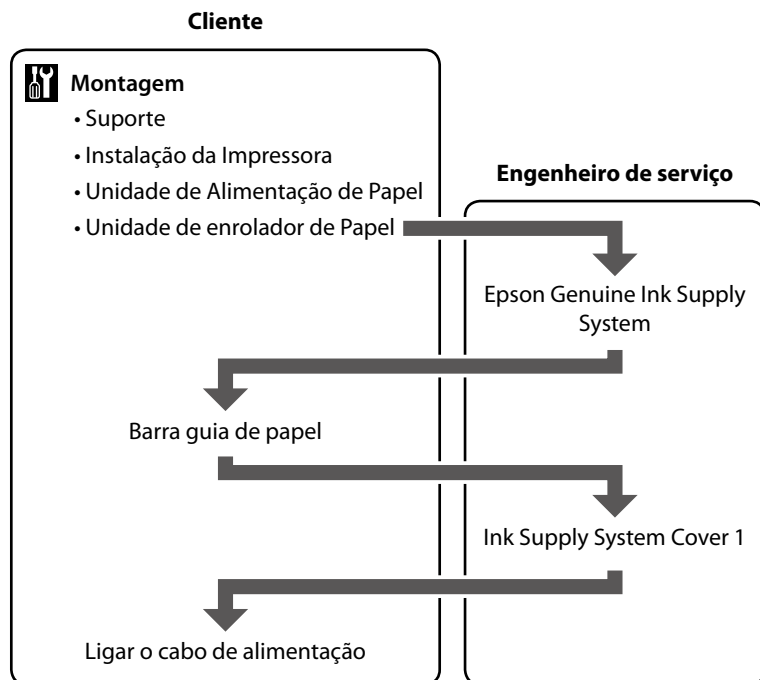 Cliente
Montagem
• Suporte
• Instalação da Impressora
• Unidade de Alimentação de Papel
• Unidade de enrolador de Papel
Engenheiro de serviço
Epson Genuine Ink Supply
System
Barra guia de papel
Ink Supply System Cover 1
Ligar o cabo de alimentação